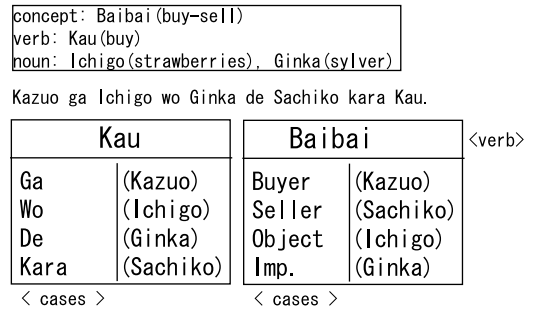 concept: Baibai(buy-sell)
verb: Kau(buy)
noun: Ichigo(strawberries), Ginka(sylver)
Kazuo ga Ichigo wo Ginka de Sachiko kara Kau.
Kau
Ga (Kazuo)
Wo (Ichigo)
De (Ginka)
Kara (Sachiko)
< cases >
Baibai <verb>
Buyer (Kazuo)
Seller (Sachiko)
Object (Ichigo)
Imp. (Ginka)
< cases >